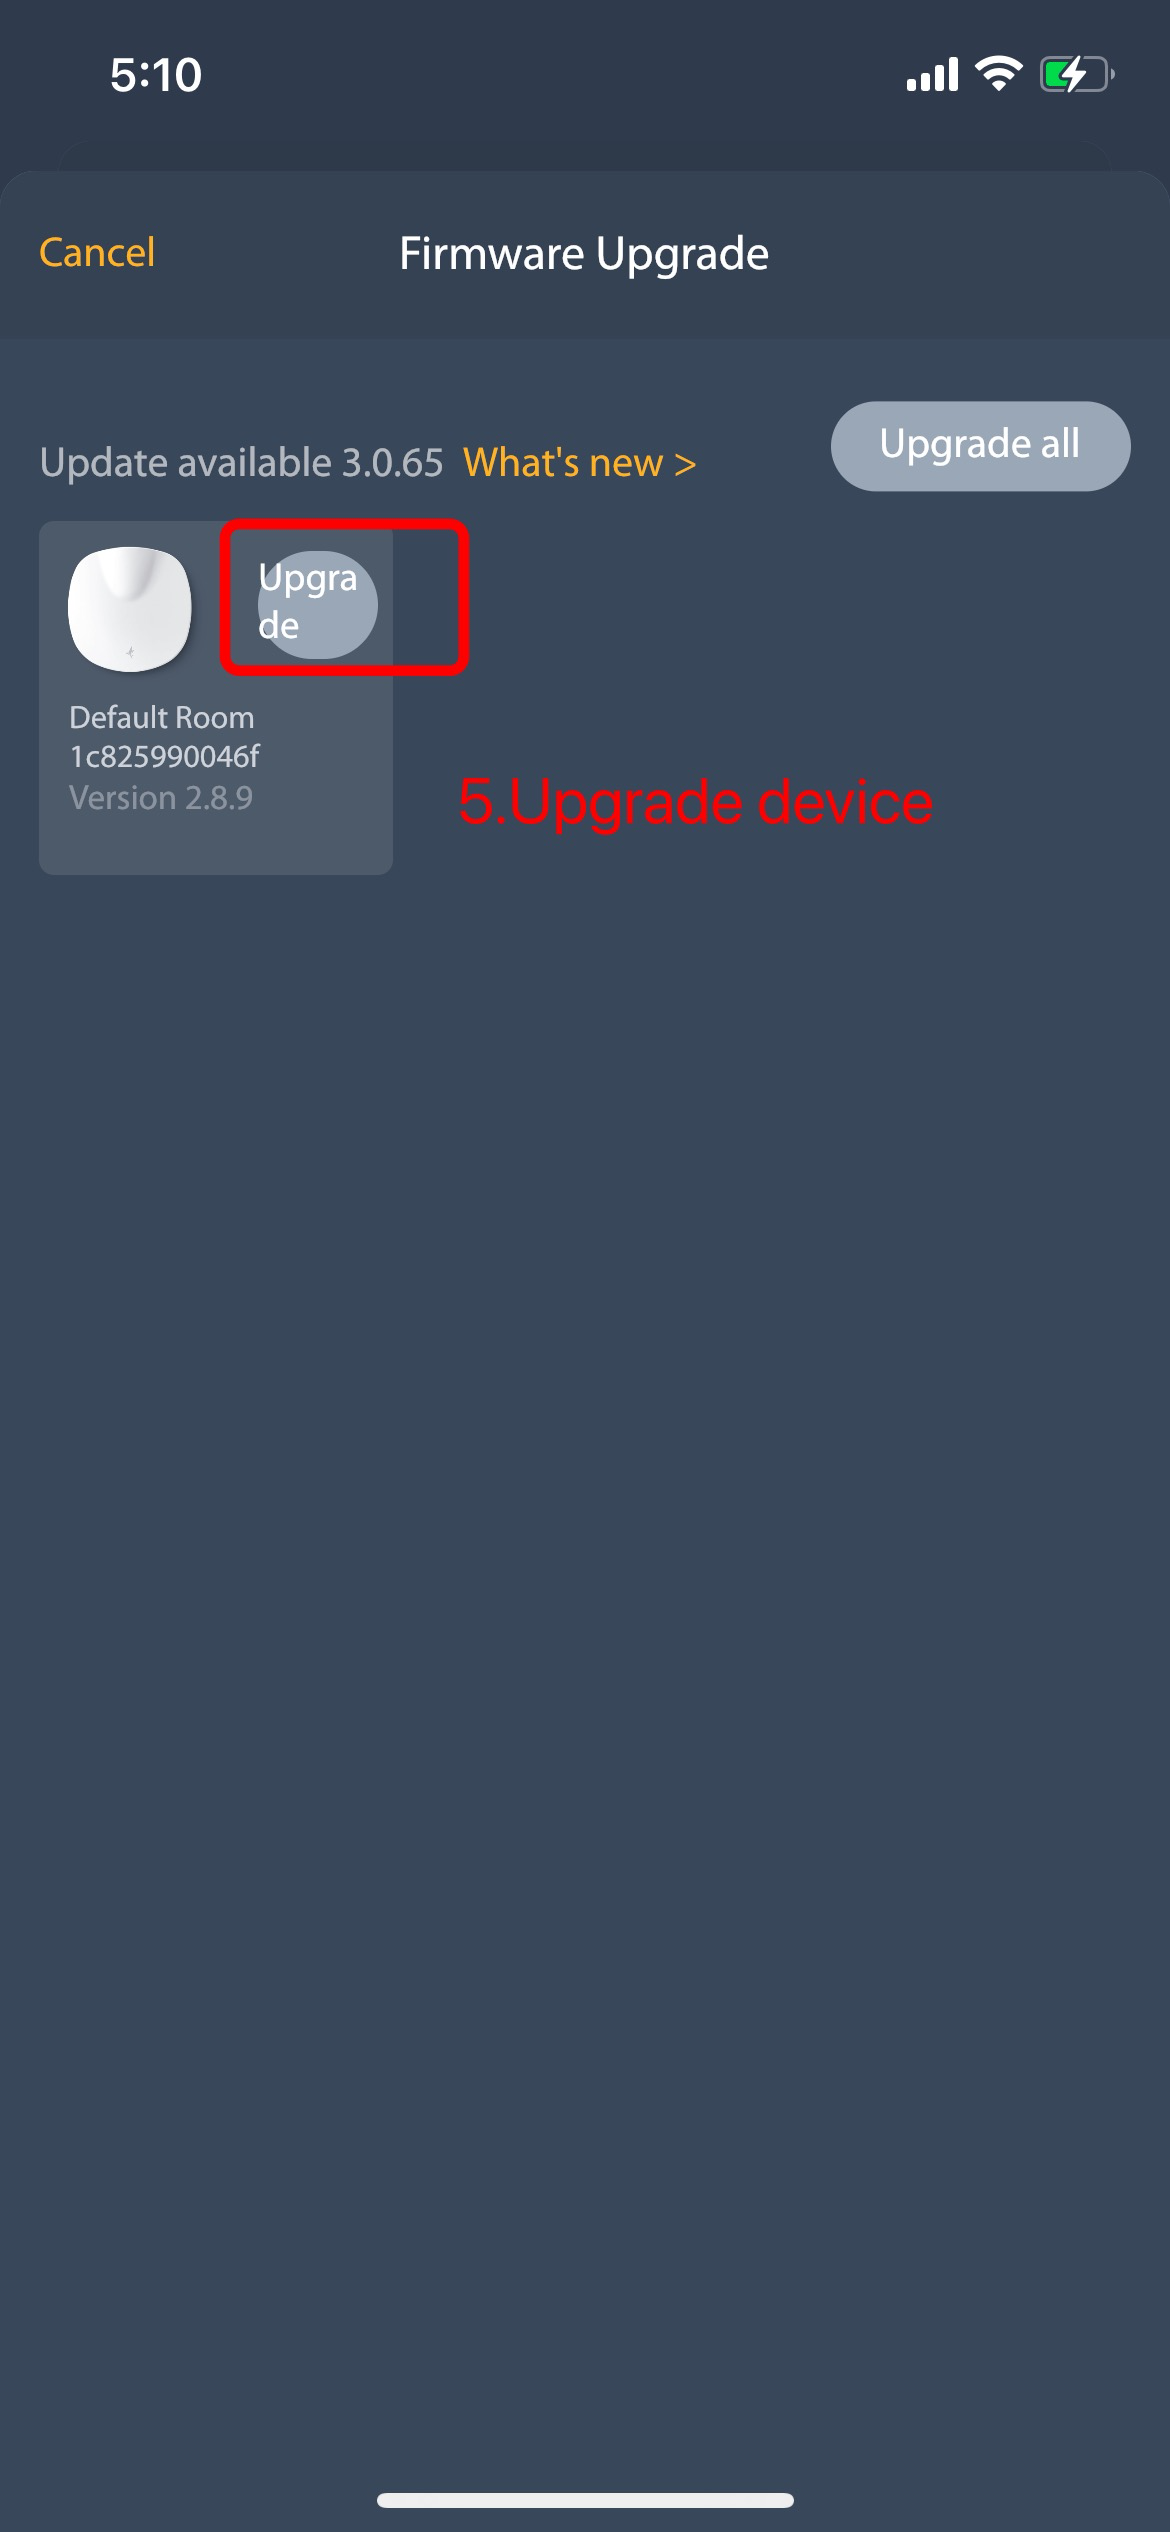 5:10
Cancel
Firmware Upgrade
Upgrade all
Update available 3.0.65 What's new >
Upgra
de
Default Room
1c825990046f
Version 2.8.9
5.Upgrade device